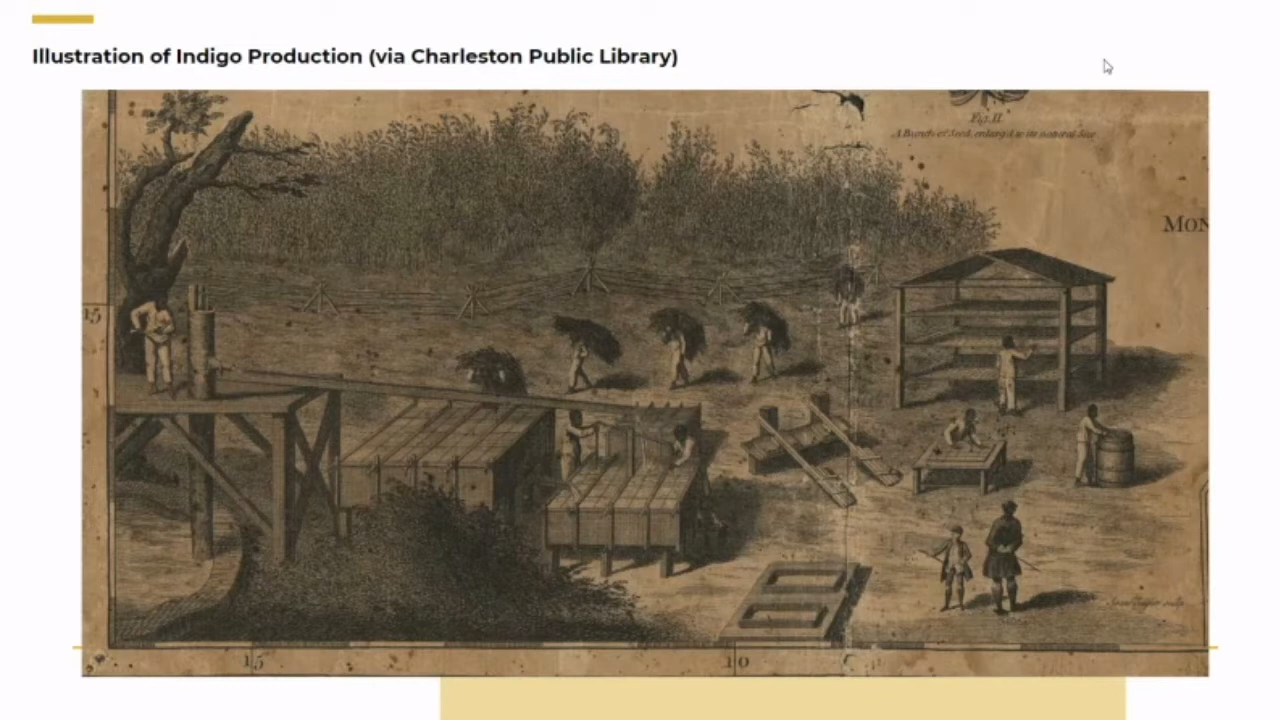 Illustration of Indigo Production (via Charleston Public Library)
Fig. II.
A Bunch of Seed, enlarg'd to its natural Size
MON
15
15
10